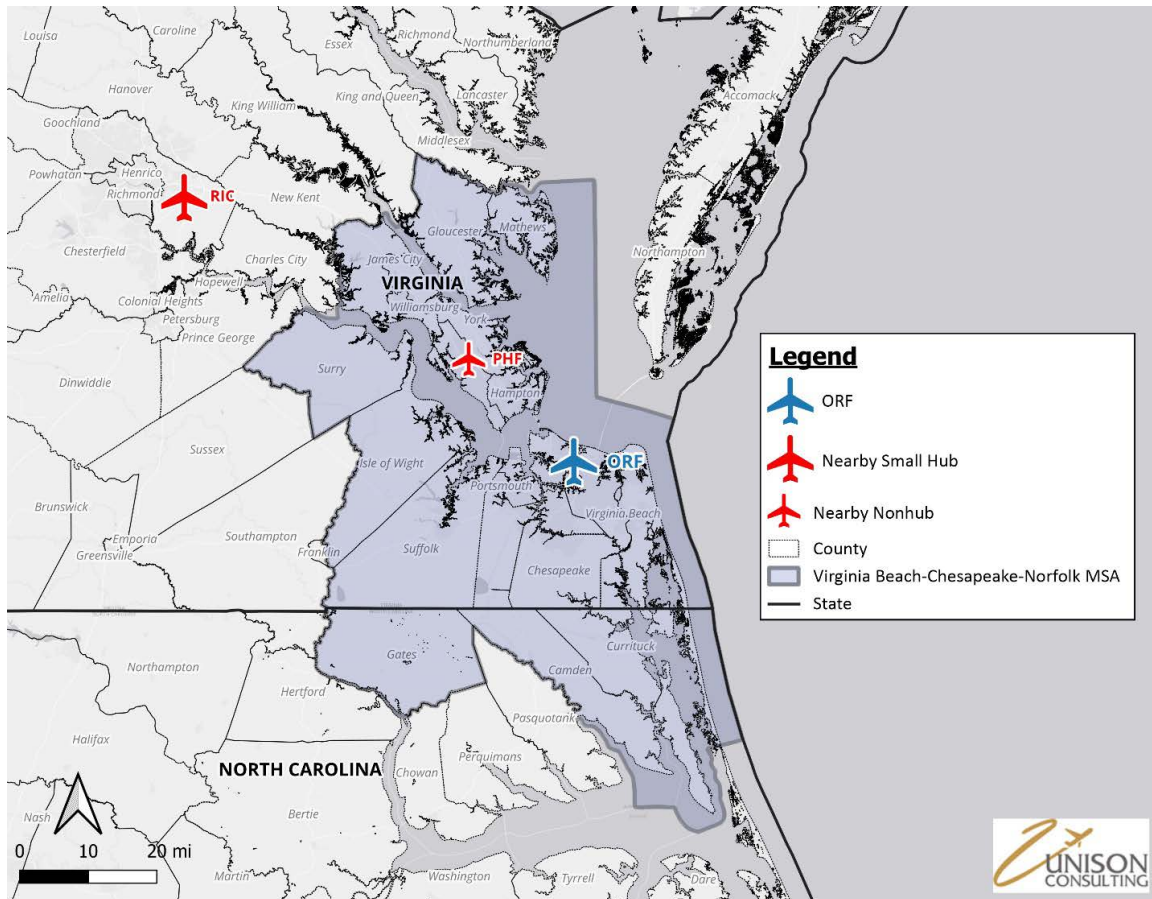 Louisa
Caroline
Essex
Richmond
Northumberland
Hanover
King William
King and Queen
Lancaster
Accomack
Goochland
Middlesex
Powhatan
Henrico
Richmond
RIC
New Kent
Gloucester
Mathews
Northampton
Chesterfield
Charles City
James City
VIRGINIA
Amelia
Hopewell
Colonial Heights
Petersburg
Prince George
Williamsburg
York
PHF
Dinwiddie
Surry
Hampton
Sussex
Isle of Wight
Portsmouth
ORF
Virginia Beach
Brunswick
Emporia
Greensville
Southampton
Franklin
Suffolk
Chesapeake
Legend
ORF
Nearby Small Hub
Nearby Nonhub
County
Virginia Beach-Chesapeake-Norfolk MSA
State
Northampton
Hertford
Gates
Camden
Currituck
Pasquotank
Halifax
NORTH CAROLINA
Chowan
Perquimans
Nash
Bertie
Martin
Washington
Tyrrell
Dare
0 10 20 mi
UNISON
CONSULTING